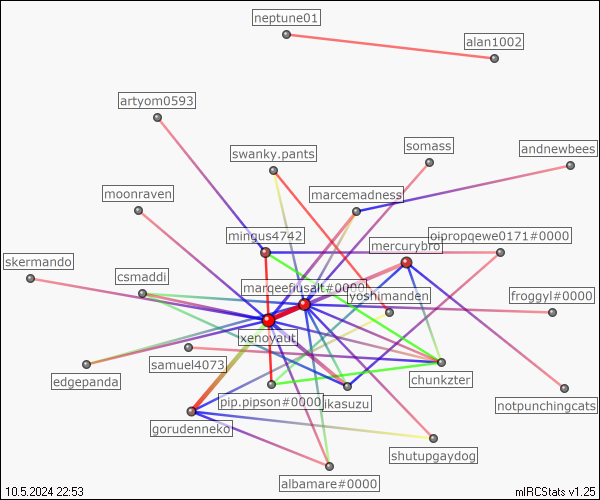 neptune01
alan1002
artyom0593
swanky.pants
somass
andnewbees
moonraven
marcemadness
mingus4742
oipropqewe0171#0000
mercurybro
skermando
csmaddi
margefiusalt#0000
yoshimanden
froggyl#0000
xenoyaut
samuel4073
edgepanda
chunkzter
pip.pipson#0000
ikasuzu
notpunchingcats
gorudenneko
shutupgaydog
albamare#0000
10.5.2024 22:53
mIRCStats v1.25